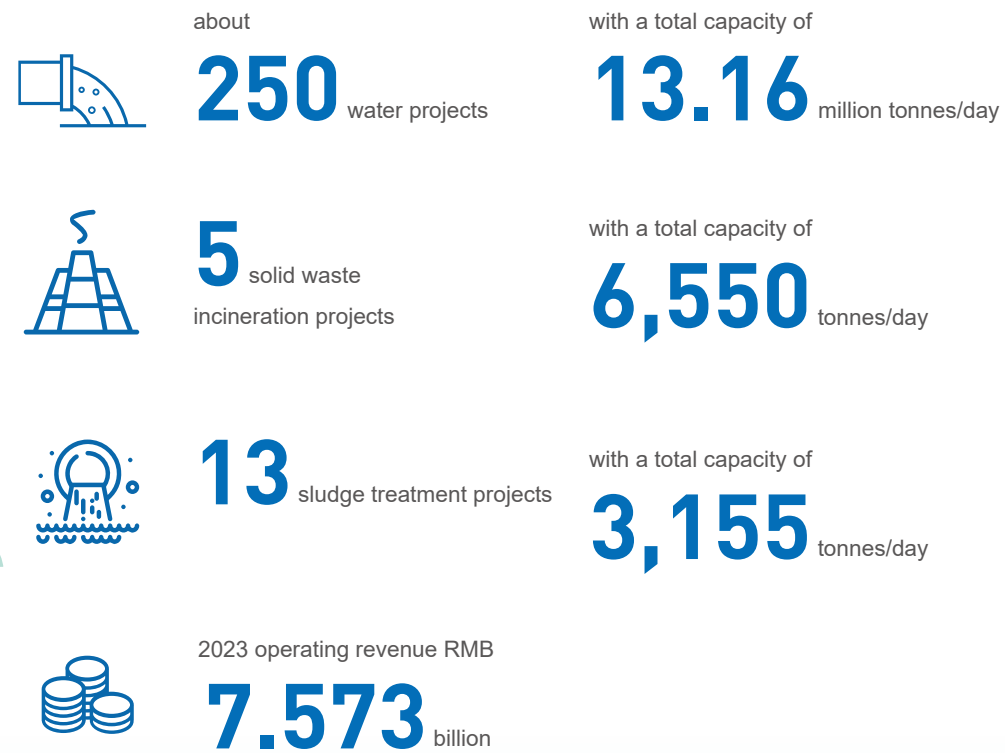 about
250 water projects
with a total capacity of
13.16 million tonnes/day
5 solid waste
incineration projects
with a total capacity of
6,550 tonnes/day
13 sludge treatment projects
with a total capacity of
3,155 tonnes/day
2023 operating revenue RMB
7.573 billion